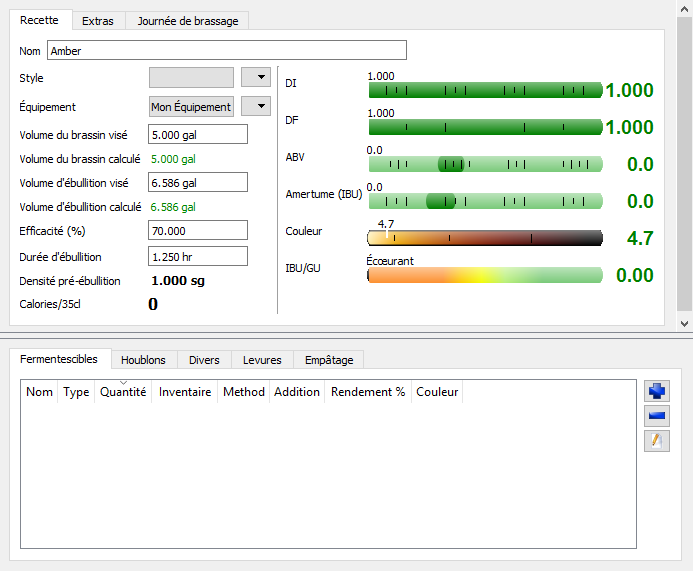 Recette Extras Journée de brassage
Nom Amber
Style
Équipement Mon Équipement
Volume du brassin visé 5.000 gal
Volume du brassin calculé 5.000 gal
Volume d'ébullition visé 6.586 gal
Volume d'ébullition calculé 6.586 gal
Efficacité (%) 70.000
Durée d'ébullition 1.250 hr
Densité pré-ébullition 1.000 sg
Calories/35cl 0
DI 1.000 1.000
DF 1.000 1.000
ABV 0.0 0.0
Amertume (IBU) 0.0 0.0
Couleur 4.7 4.7
IBU/GU Écœurant 0.00
Fermentescibles Houblons Divers Levures Empâtage
Nom Type Quantité Inventaire Method Addition Rendement % Couleur